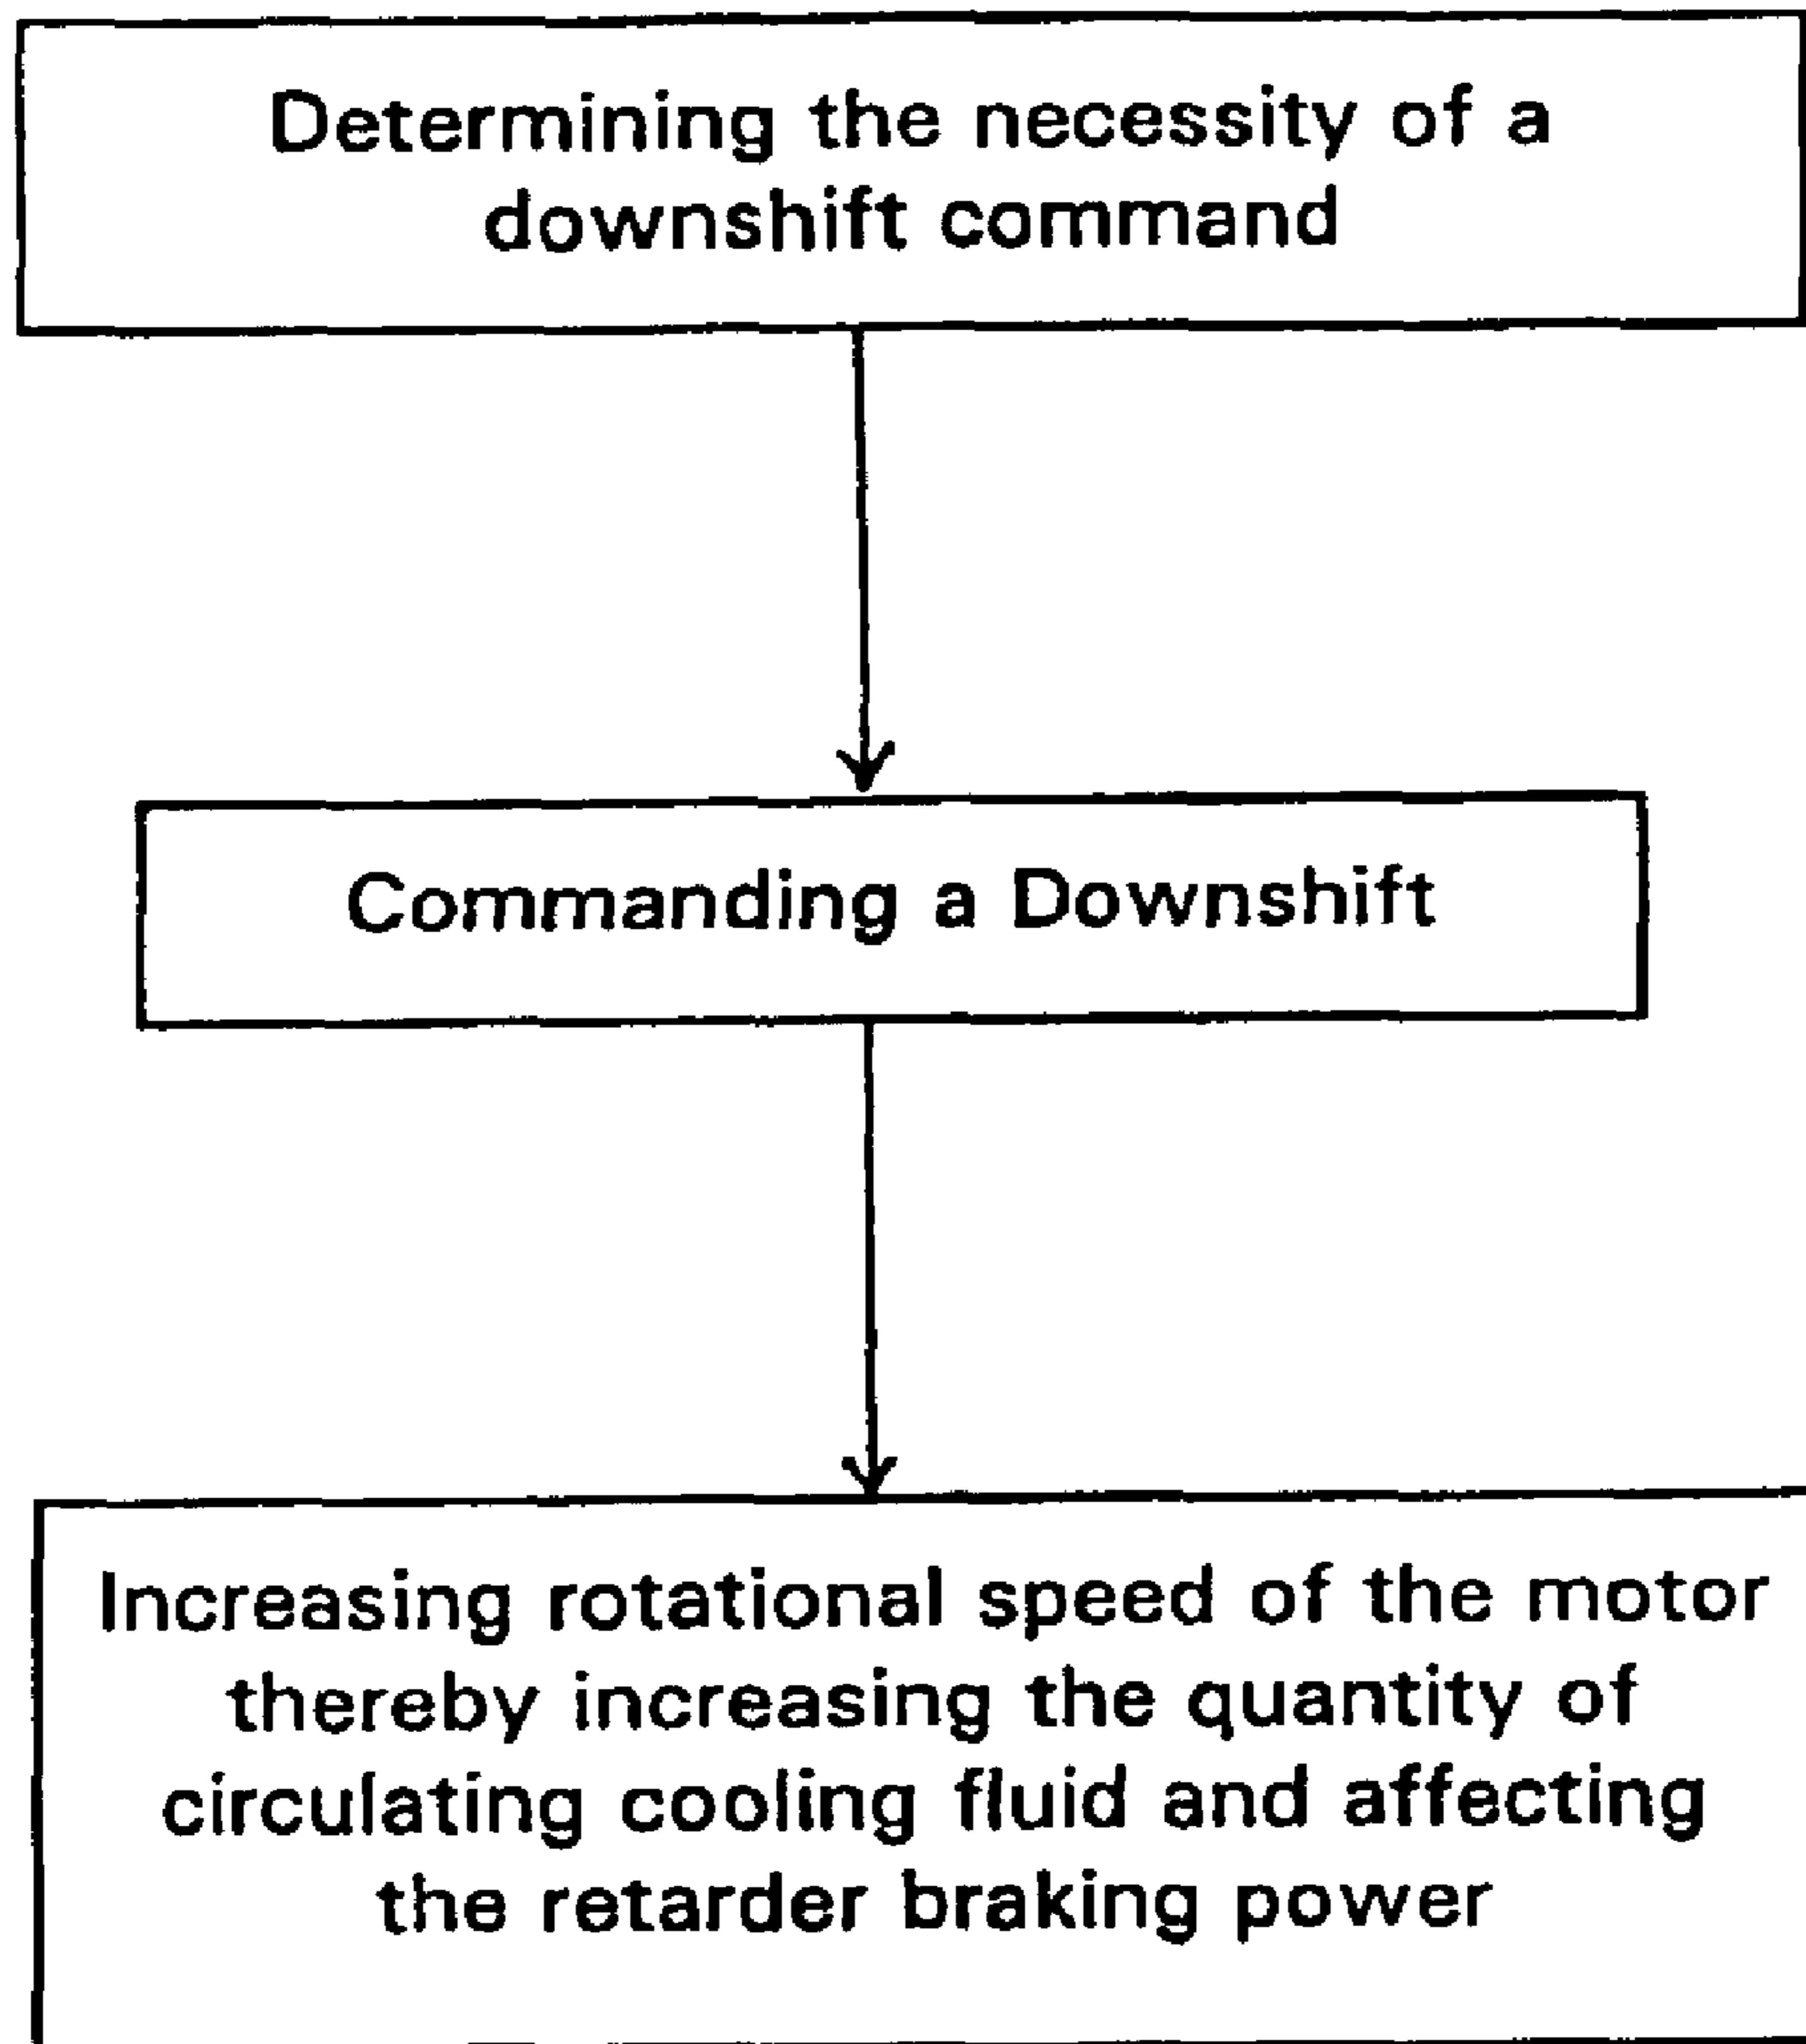 Determining the necessity of a
downshift command
Commanding a Downshift
Increasing rotational speed of the motor
thereby increasing the quantity of
circulating cooling fluid and affecting
the retarder braking power